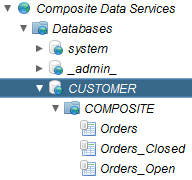 Composite Data Services
Databases
system
_admin_
CUSTOMER
COMPOSITE
Orders
Orders_Closed
Orders_Open